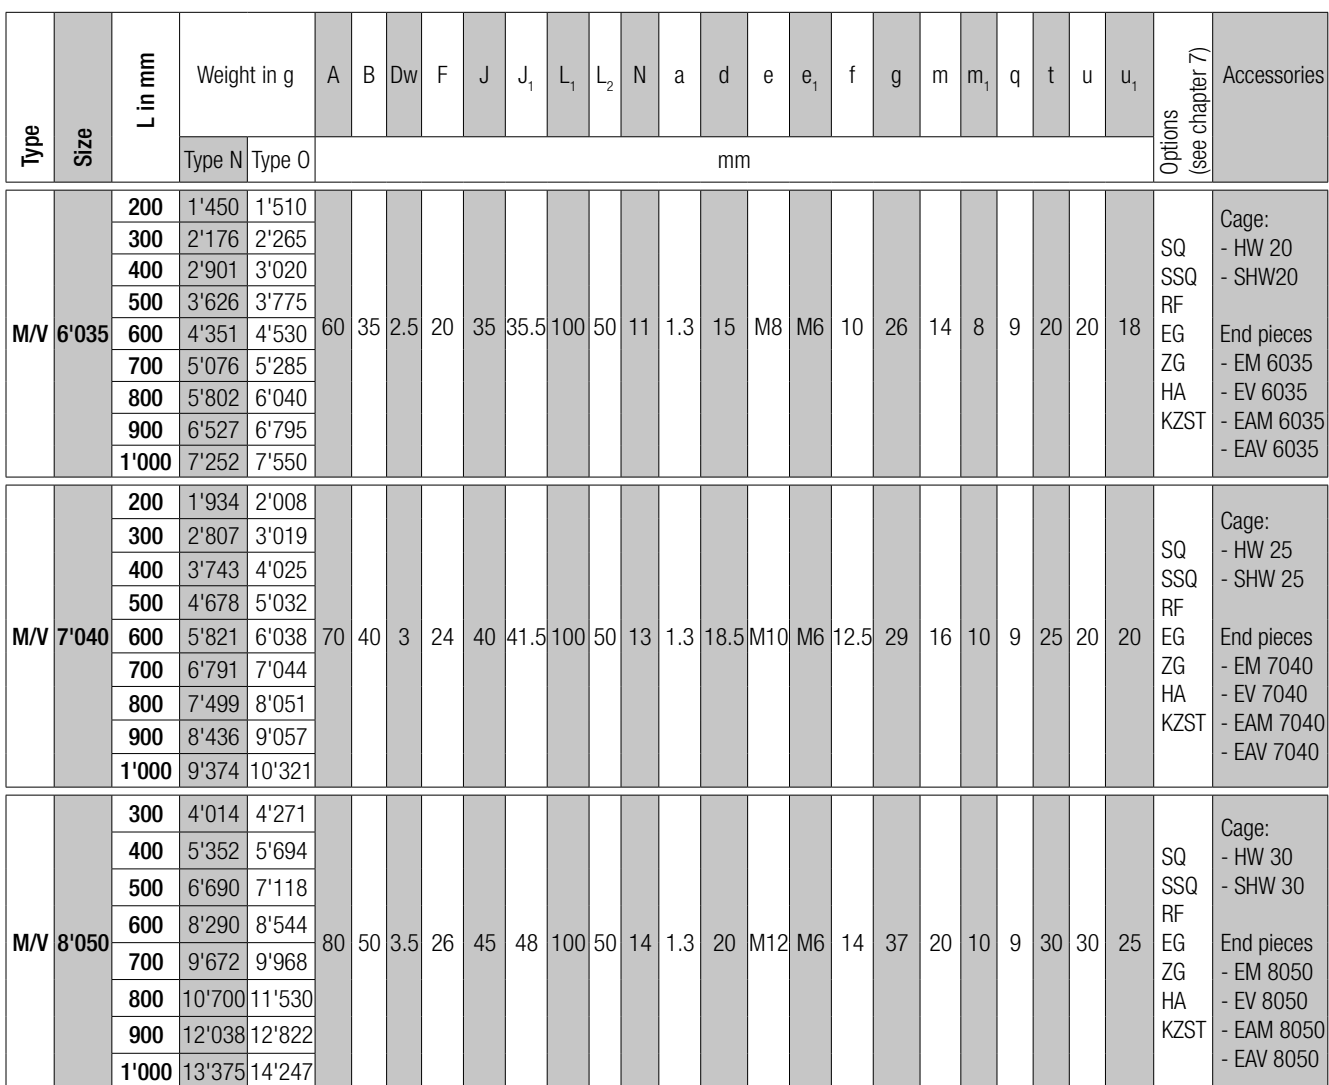 Type Size L in mm Weight in g A B Dw F J J₁ L₁ L₂ N a d e e₁ f g m m₁ q t u u₁ Options (see chapter 7) Accessories
Type N Type O mm
M/V 6'035 60 35 2.5 20 35 35.5 100 50 11 1.3 15 M8 M6 10 26 14 8 9 20 20 18
200 1'450 1'510
300 2'176 2'265
400 2'901 3'020
500 3'626 3'775
600 4'351 4'530
700 5'076 5'285
800 5'802 6'040
900 6'527 6'795
1'000 7'252 7'550
SQ
SSQ
RF
EG
ZG
HA
KZST
Cage:
- HW 20
- SHW20
End pieces
- EM 6035
- EV 6035
- EAM 6035
- EAV 6035
M/V 7'040 70 40 3 24 40 41.5 100 50 13 1.3 18.5 M10 M6 12.5 29 16 10 9 25 20 20
200 1'934 2'008
300 2'807 3'019
400 3'743 4'025
500 4'678 5'032
600 5'821 6'038
700 6'791 7'044
800 7'499 8'051
900 8'436 9'057
1'000 9'374 10'321
SQ
SSQ
RF
EG
ZG
HA
KZST
Cage:
- HW 25
- SHW 25
End pieces
- EM 7040
- EV 7040
- EAM 7040
- EAV 7040
M/V 8'050 80 50 3.5 26 45 48 100 50 14 1.3 20 M12 M6 14 37 20 10 9 30 30 25
300 4'014 4'271
400 5'352 5'694
500 6'690 7'118
600 8'290 8'544
700 9'672 9'968
800 10'700 11'530
900 12'038 12'822
1'000 13'375 14'247
SQ
SSQ
RF
EG
ZG
HA
KZST
Cage:
- HW 30
- SHW 30
End pieces
- EM 8050
- EV 8050
- EAM 8050
- EAV 8050